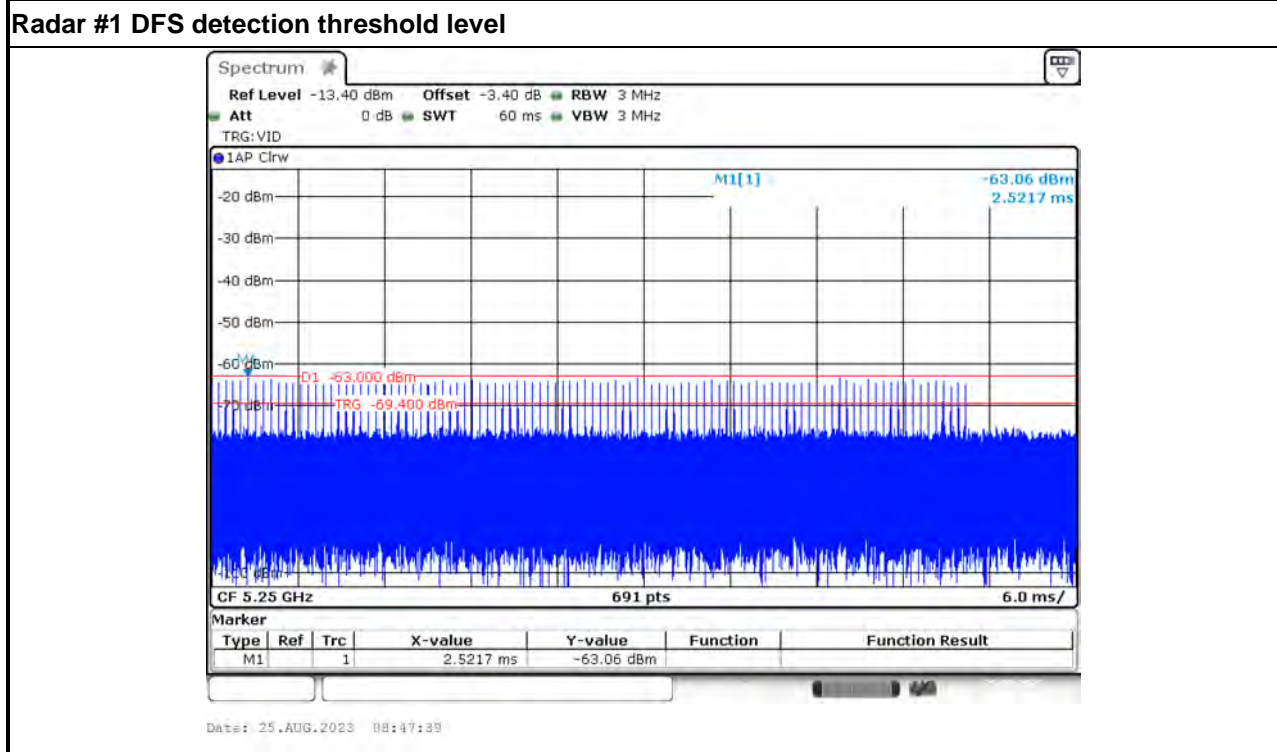 Radar #1 DFS detection threshold level
Spectrum
Ref Level -13.40 dBm Offset -3.40 dB RBW 3 MHz
Att 0 dB SWT 60 ms VBW 3 MHz
TRG:VID
1AP Clrw
M1[1] -63.06 dBm
2.5217 ms
-20 dBm
-30 dBm
-40 dBm
-50 dBm
-60 dBm
D1 -63.000 dBm
-70 dBm
TRG -69.400 dBm
CF 5.25 GHz 691 pts 6.0 ms/
Marker
Type Ref Trc X-value Y-value Function Function Result
M1 1 2.5217 ms -63.06 dBm
Date: 25.AUG.2023 08:47:39